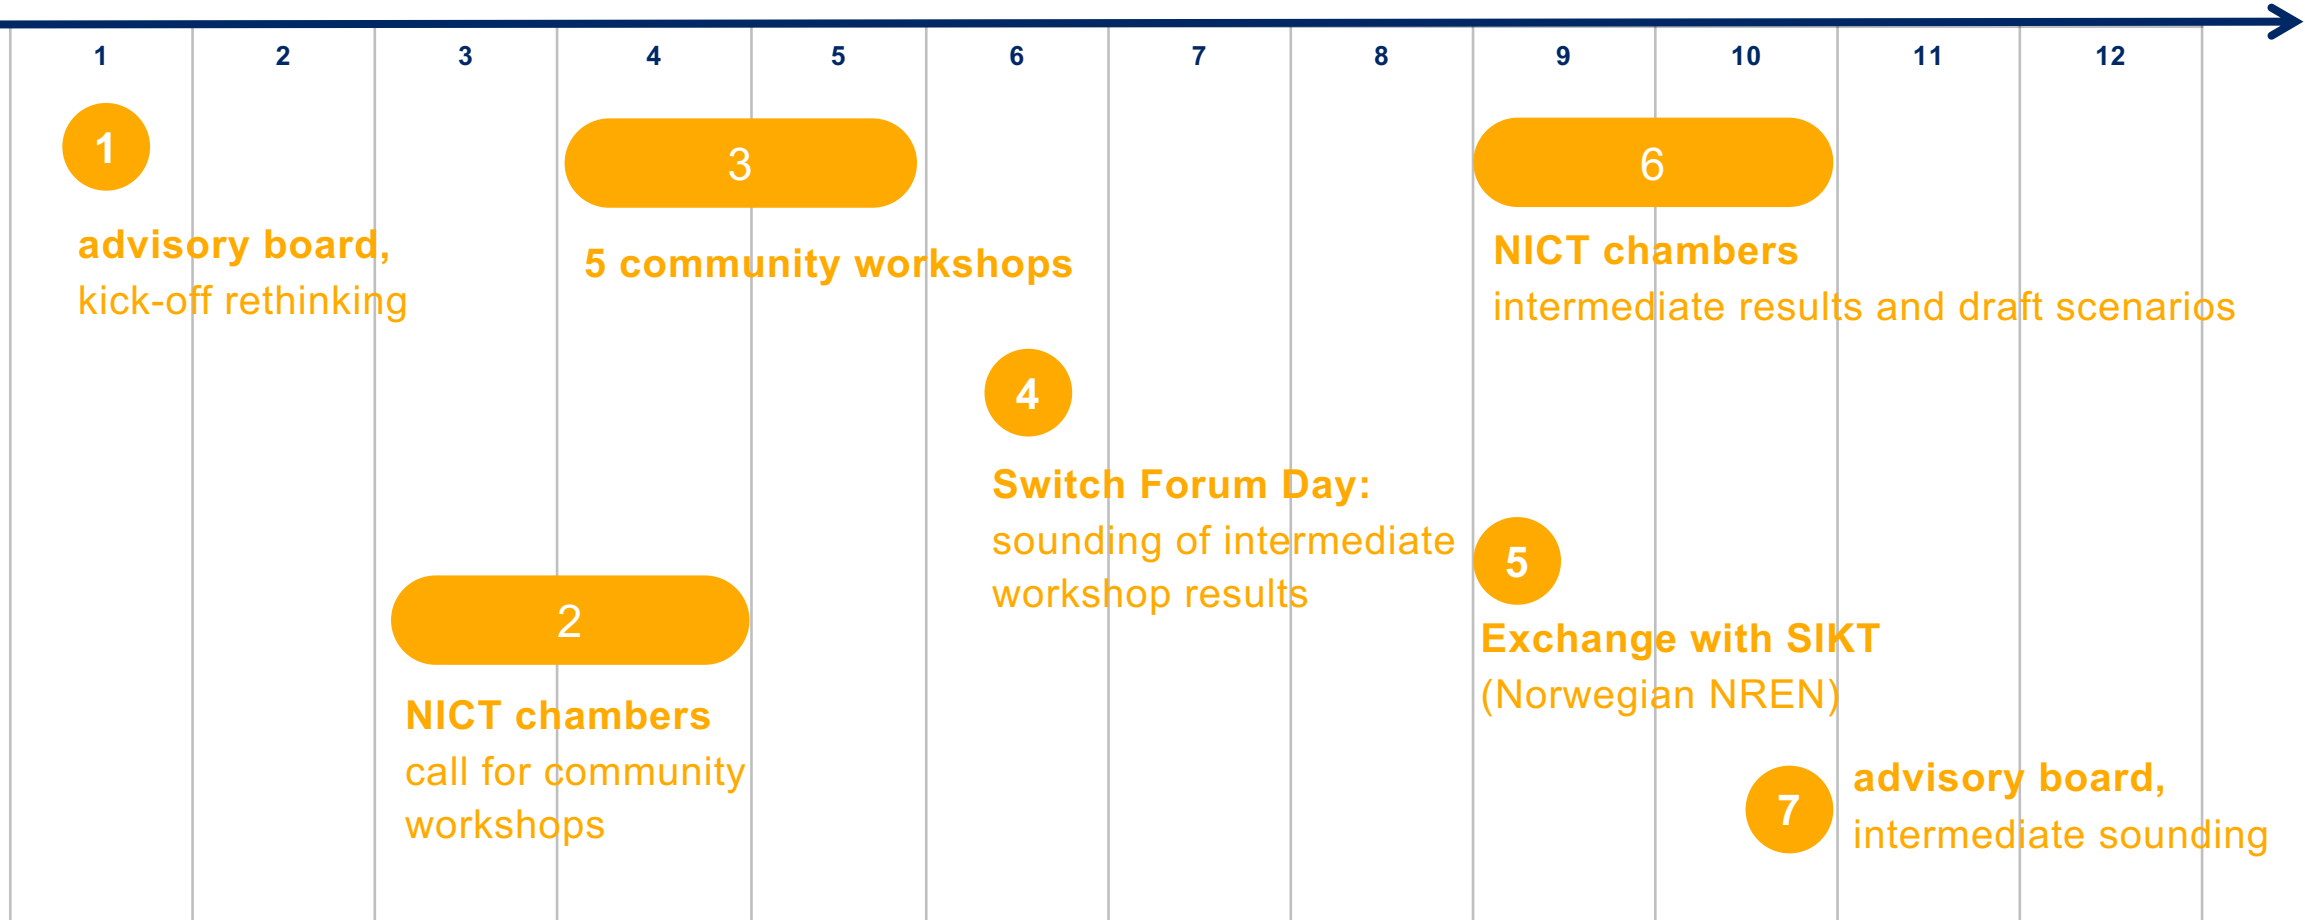 1 2 3 4 5 6 7 8 9 10 11 12
1
advisory board,
kick-off rethinking
3
5 community workshops
6
NICT chambers
intermediate results and draft scenarios
4
Switch Forum Day:
sounding of intermediate
workshop results
5
Exchange with SIKT
(Norwegian NREN)
2
NICT chambers
call for community
workshops
7
advisory board,
intermediate sounding